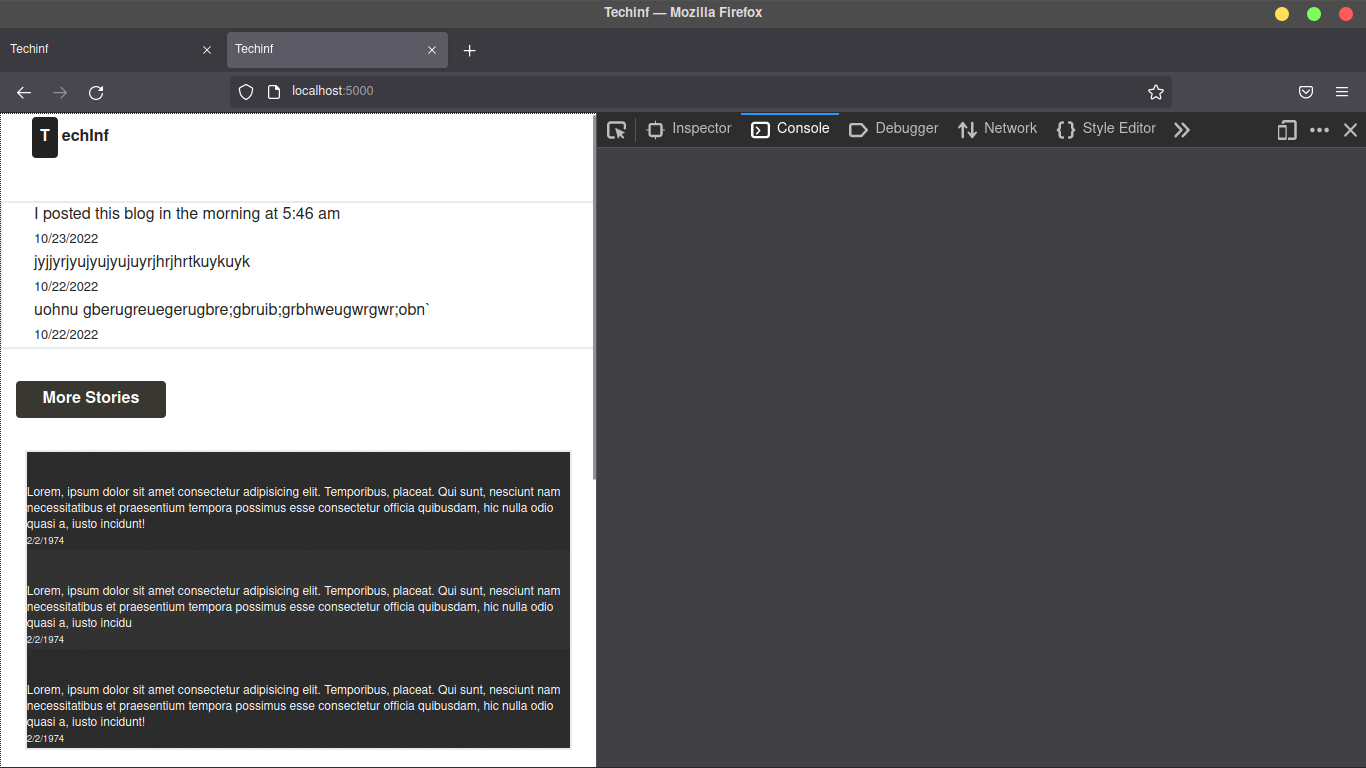 Techinf — Mozilla Firefox
Techinf
Techinf
localhost:5000
TechInf
Inspector
Console
Debugger
Network
Style Editor
I posted this blog in the morning at 5:46 am
10/23/2022
jyjjyrjyujyujyujuyrjhrjhrtkuykuyk
10/22/2022
uohnu gberugreuegerugbre;gbruib;grbhweugwrgwr;obn`
10/22/2022
More Stories
Lorem, ipsum dolor sit amet consectetur adipisicing elit. Temporibus, placeat. Qui sunt, nesciunt nam
necessitatibus et praesentium tempora possimus esse consectetur officia quibusdam, hic nulla odio
quasi a, iusto incidunt!
2/2/1974
Lorem, ipsum dolor sit amet consectetur adipisicing elit. Temporibus, placeat. Qui sunt, nesciunt nam
necessitatibus et praesentium tempora possimus esse consectetur officia quibusdam, hic nulla odio
quasi a, iusto incidu
2/2/1974
Lorem, ipsum dolor sit amet consectetur adipisicing elit. Temporibus, placeat. Qui sunt, nesciunt nam
necessitatibus et praesentium tempora possimus esse consectetur officia quibusdam, hic nulla odio
quasi a, iusto incidunt!
2/2/1974